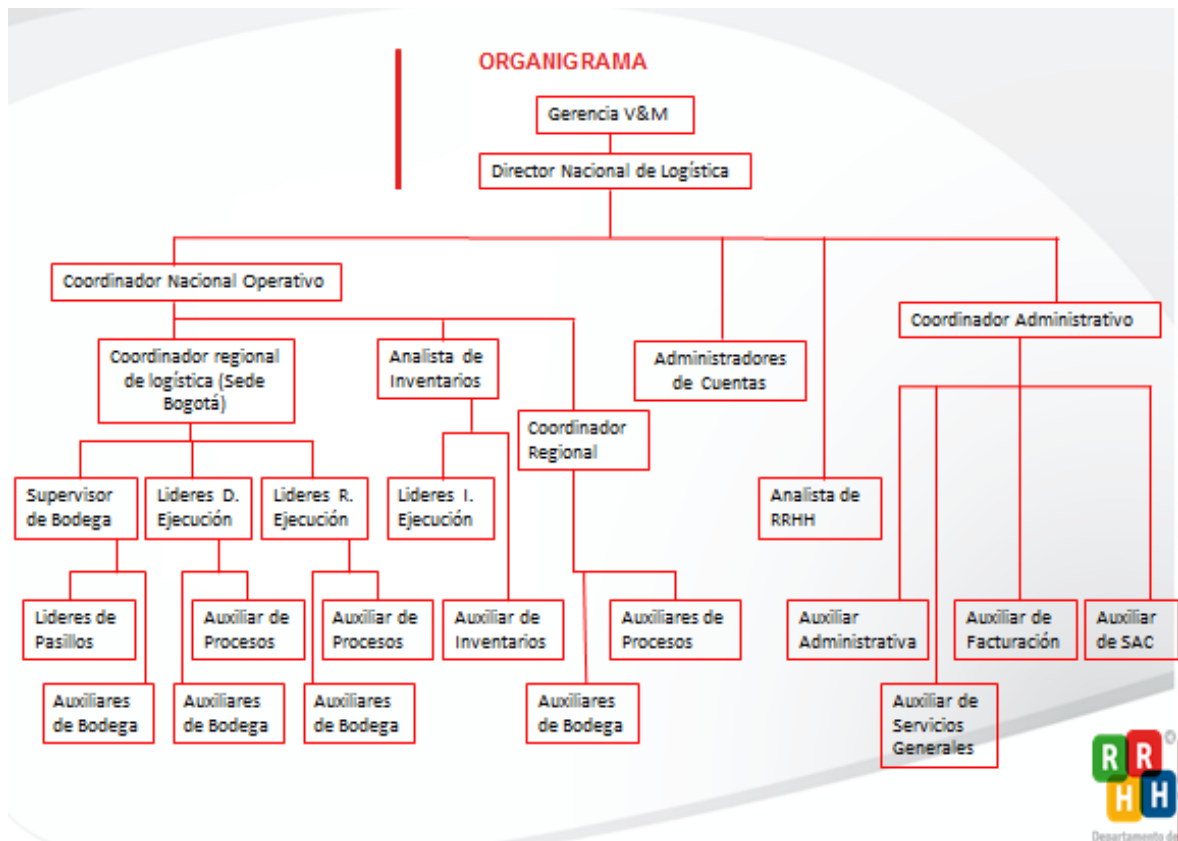 ORGANIGRAMA
Gerencia V&M
Director Nacional de Logística
Coordinador Nacional Operativo
Coordinador Administrativo
Coordinador regional
de logística (Sede
Bogotá)
Analista de
Inventarios
Administradores
de Cuentas
Coordinador
Regional
Supervisor
de Bodega
Lideres D.
Ejecución
Lideres R.
Ejecución
Lideres I.
Ejecución
Analista de
RRHH
Lideres de
Pasillos
Auxiliar de
Procesos
Auxiliar de
Procesos
Auxiliar de
Inventarios
Auxiliares de
Procesos
Auxiliar
Administrativa
Auxiliar de
Facturación
Auxiliar
de SAC
Auxiliares
de Bodega
Auxiliares
de Bodega
Auxiliares
de Bodega
Auxiliares
de Bodega
Auxiliar de
Servicios
Generales
R R
H H
Departamento de